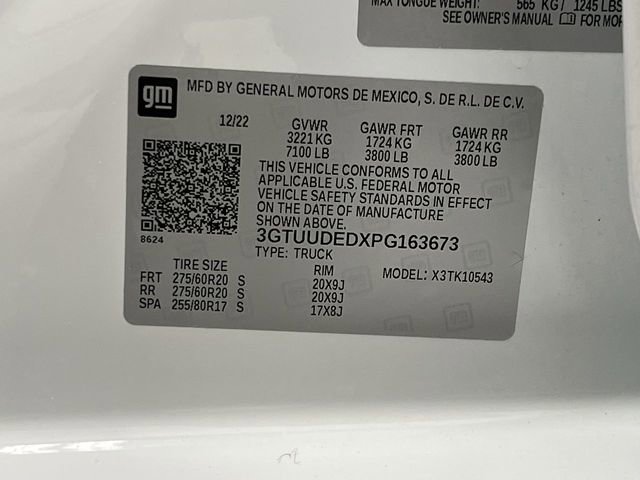 MAX TONGUE WEIGHT: 565 KG / 1245 LBS
SEE OWNER'S MANUAL FOR MOR
gm
MFD BY GENERAL MOTORS DE MEXICO, S. DE R.L. DE C.V.
12/22 GVWR GAWR FRT GAWR RR
3221 KG 1724 KG 1724 KG
7100 LB 3800 LB 3800 LB
THIS VEHICLE CONFORMS TO ALL
APPLICABLE U.S. FEDERAL MOTOR
VEHICLE SAFETY STANDARDS IN EFFECT
ON THE DATE OF MANUFACTURE
SHOWN ABOVE.
8624
3GTUUDEDXPG163673
TYPE: TRUCK
TIRE SIZE RIM MODEL: X3TK10543
FRT 275/60R20 S 20X9J
RR 275/60R20 S 20X9J
SPA 255/80R17 S 17X8J